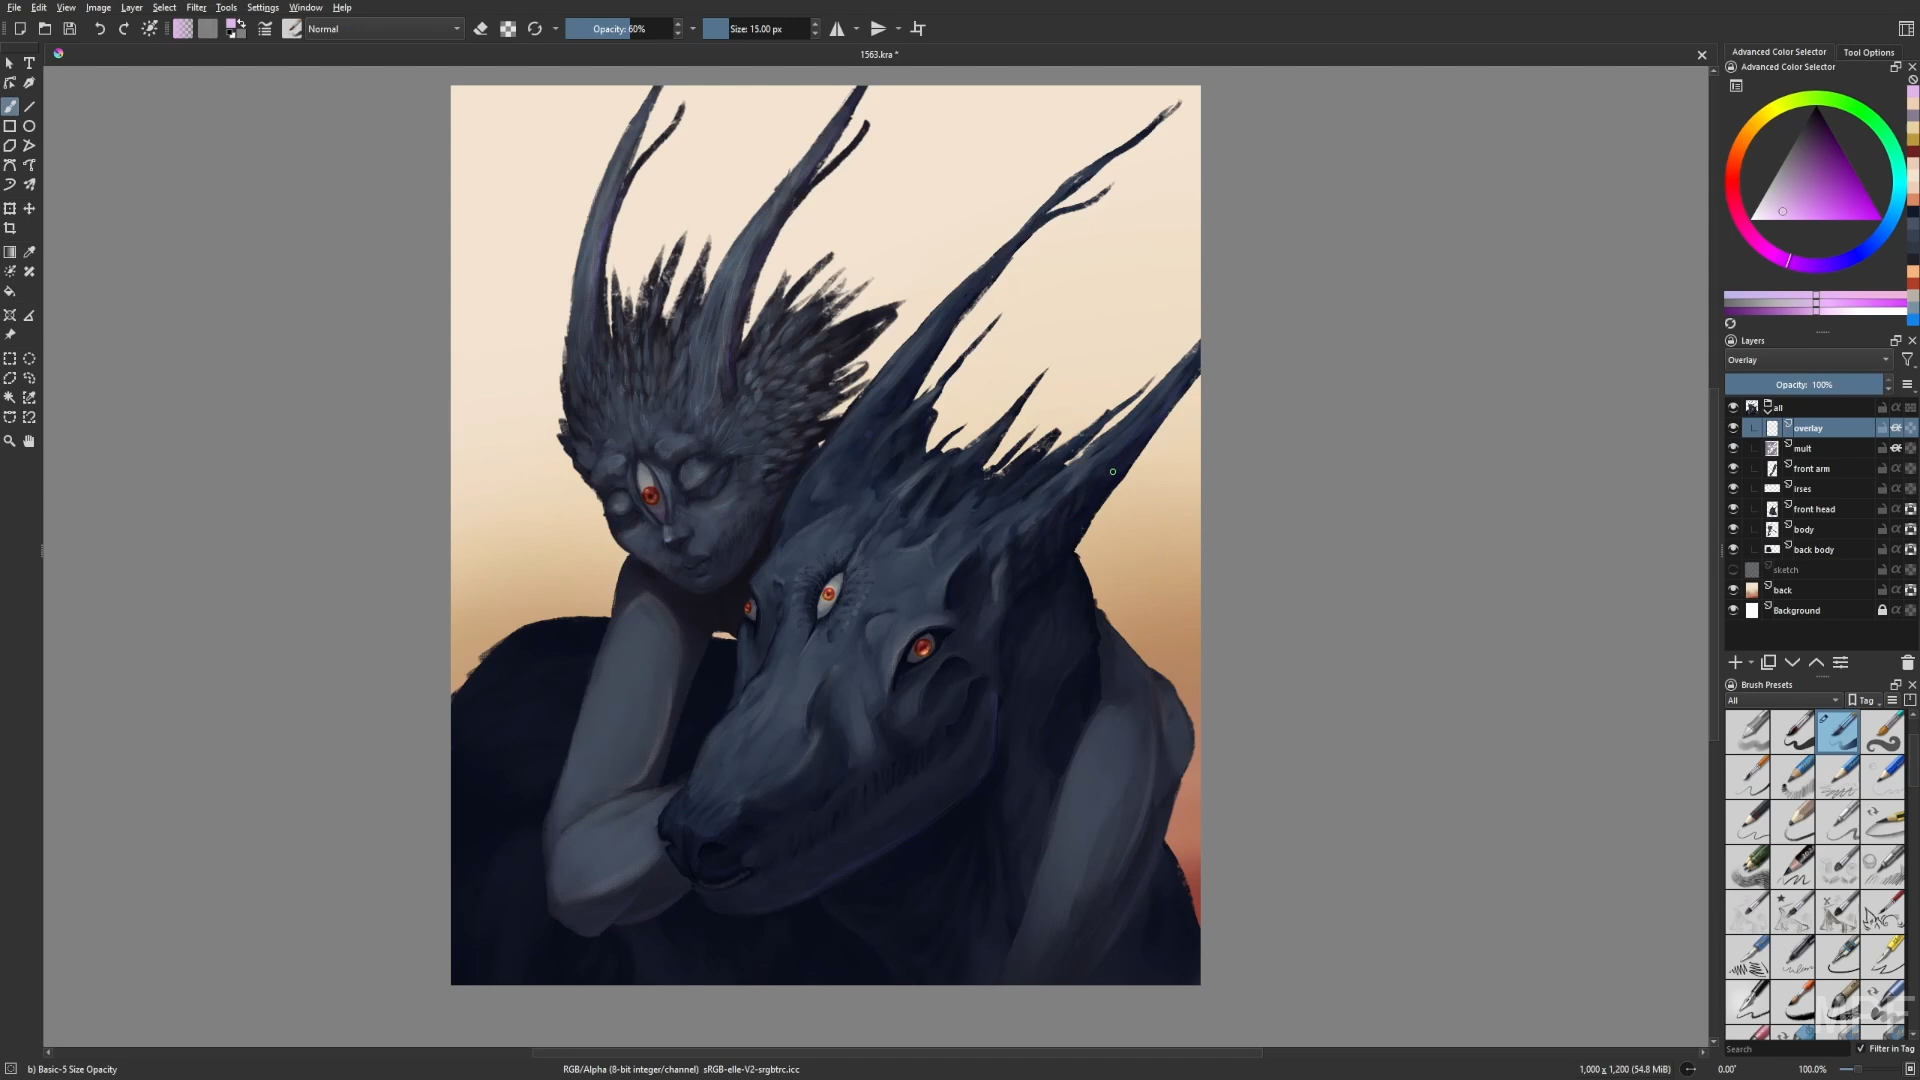 File Edit View Image Layer Select Filter Tools Settings Window Help
Normal Opacity: 60% Size: 15.00 px
1563.kra *
Advanced Color Selector Tool Options
Advanced Color Selector
Layers
Overlay
Opacity: 100%
all
overlay
mult
front arm
irses
front head
body
back body
sketch
back
Background
Brush Presets
All Tag
Search Filter in Tag
b) Basic-5 Size Opacity RGB/Alpha (8-bit integer/channel) sRGB-elle-V2-srgbtrc.icc 1,000 x 1,200 (54.8 MiB) 0.00° 100.0%